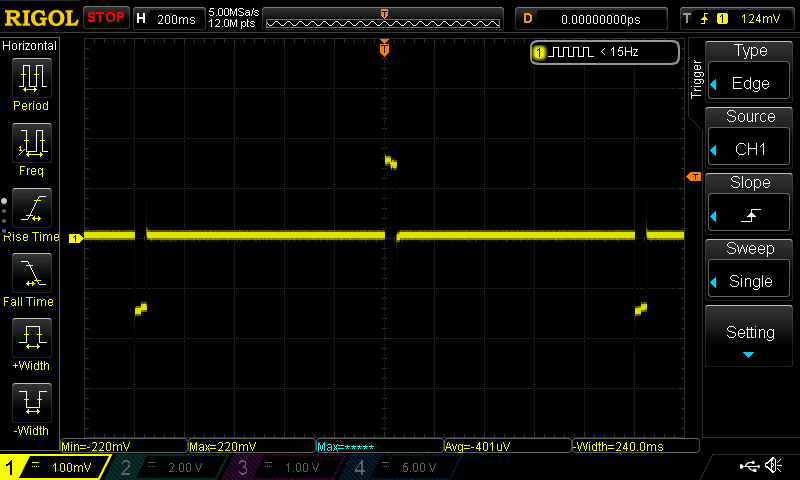 RIGOL STOP H 200ms 5.00MSa/s D 0.00000000ps T 1 124mV
12.0M pts
T
Horizontal
Period
Freq
Rise Time
Fall Time
+Width
-Width
T
1 < 15Hz
T
1
Trigger
Type
Edge
Source
CH1
Slope
Sweep
Single
Setting
Min=-220mV Max=220mV Max=***** Avg=-401uV -Width=240.0ms
1 100mV 2 2.00 V 3 1.00 V 4 5.00 V